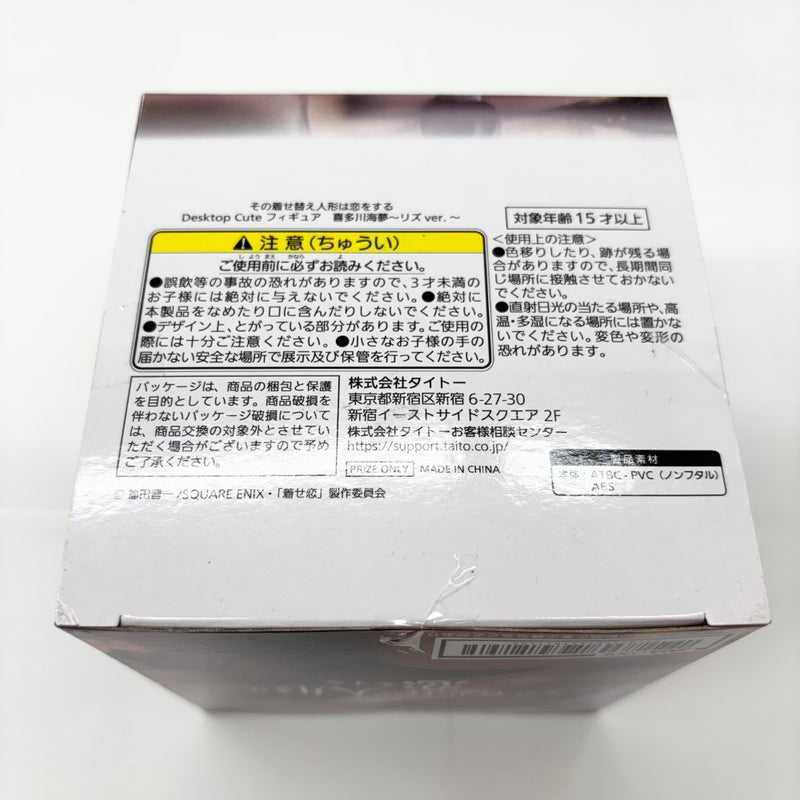 その着せ替え人形は恋をする
Desktop Cute フィギュア 喜多川海夢～リズ ver. ～
対象年齢 15 才以上
注意(ちゅうい)
ご使用前に必ずお読みください。
しようまえ かなら よ
●誤飲等の事故の恐れがありますので、3才未満の
お子様には絶対に与えないでください。●絶対に
本製品をなめたり口に含んだりしないでください。
●デザイン上、とがっている部分があります。ご使用の
際には十分ご注意ください。●小さなお子様の手の
届かない安全な場所で展示及び保管を行ってください。
<使用上の注意>
●色移りしたり、跡が残る場
合がありますので、長期間同
じ場所に接触させておかない
でください。
●直射日光の当たる場所や、高
温・多湿になる場所には置かな
いでください。変色や変形の
恐れがあります。
パッケージは、商品の梱包と保護
を目的としています。商品破損を
伴わないパッケージ破損について
は、商品交換の対象外とさせてい
ただく場合がございますので予め
ご了承ください。
株式会社タイトー
東京都新宿区新宿 6-27-30
新宿イーストサイドスクエア 2F
株式会社タイトーお客様相談センター
https://support.taito.co.jp/
PRIZE ONLY MADE IN CHINA
製品素材
本体：ATBC - PVC（ノンフタル）
ABS
© 福田晋一/SQUARE ENIX・「着せ恋」製作委員会